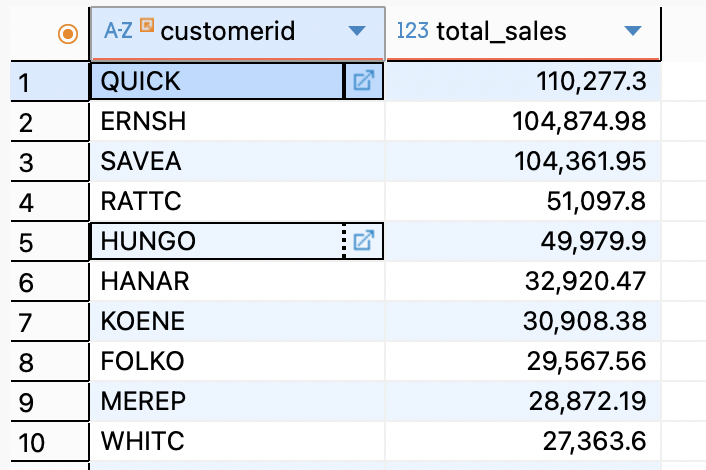 A-Z customerid 123 total_sales
1 QUICK 110,277.3
2 ERNSH 104,874.98
3 SAVEA 104,361.95
4 RATTC 51,097.8
5 HUNGO 49,979.9
6 HANAR 32,920.47
7 KOENE 30,908.38
8 FOLKO 29,567.56
9 MEREP 28,872.19
10 WHITC 27,363.6